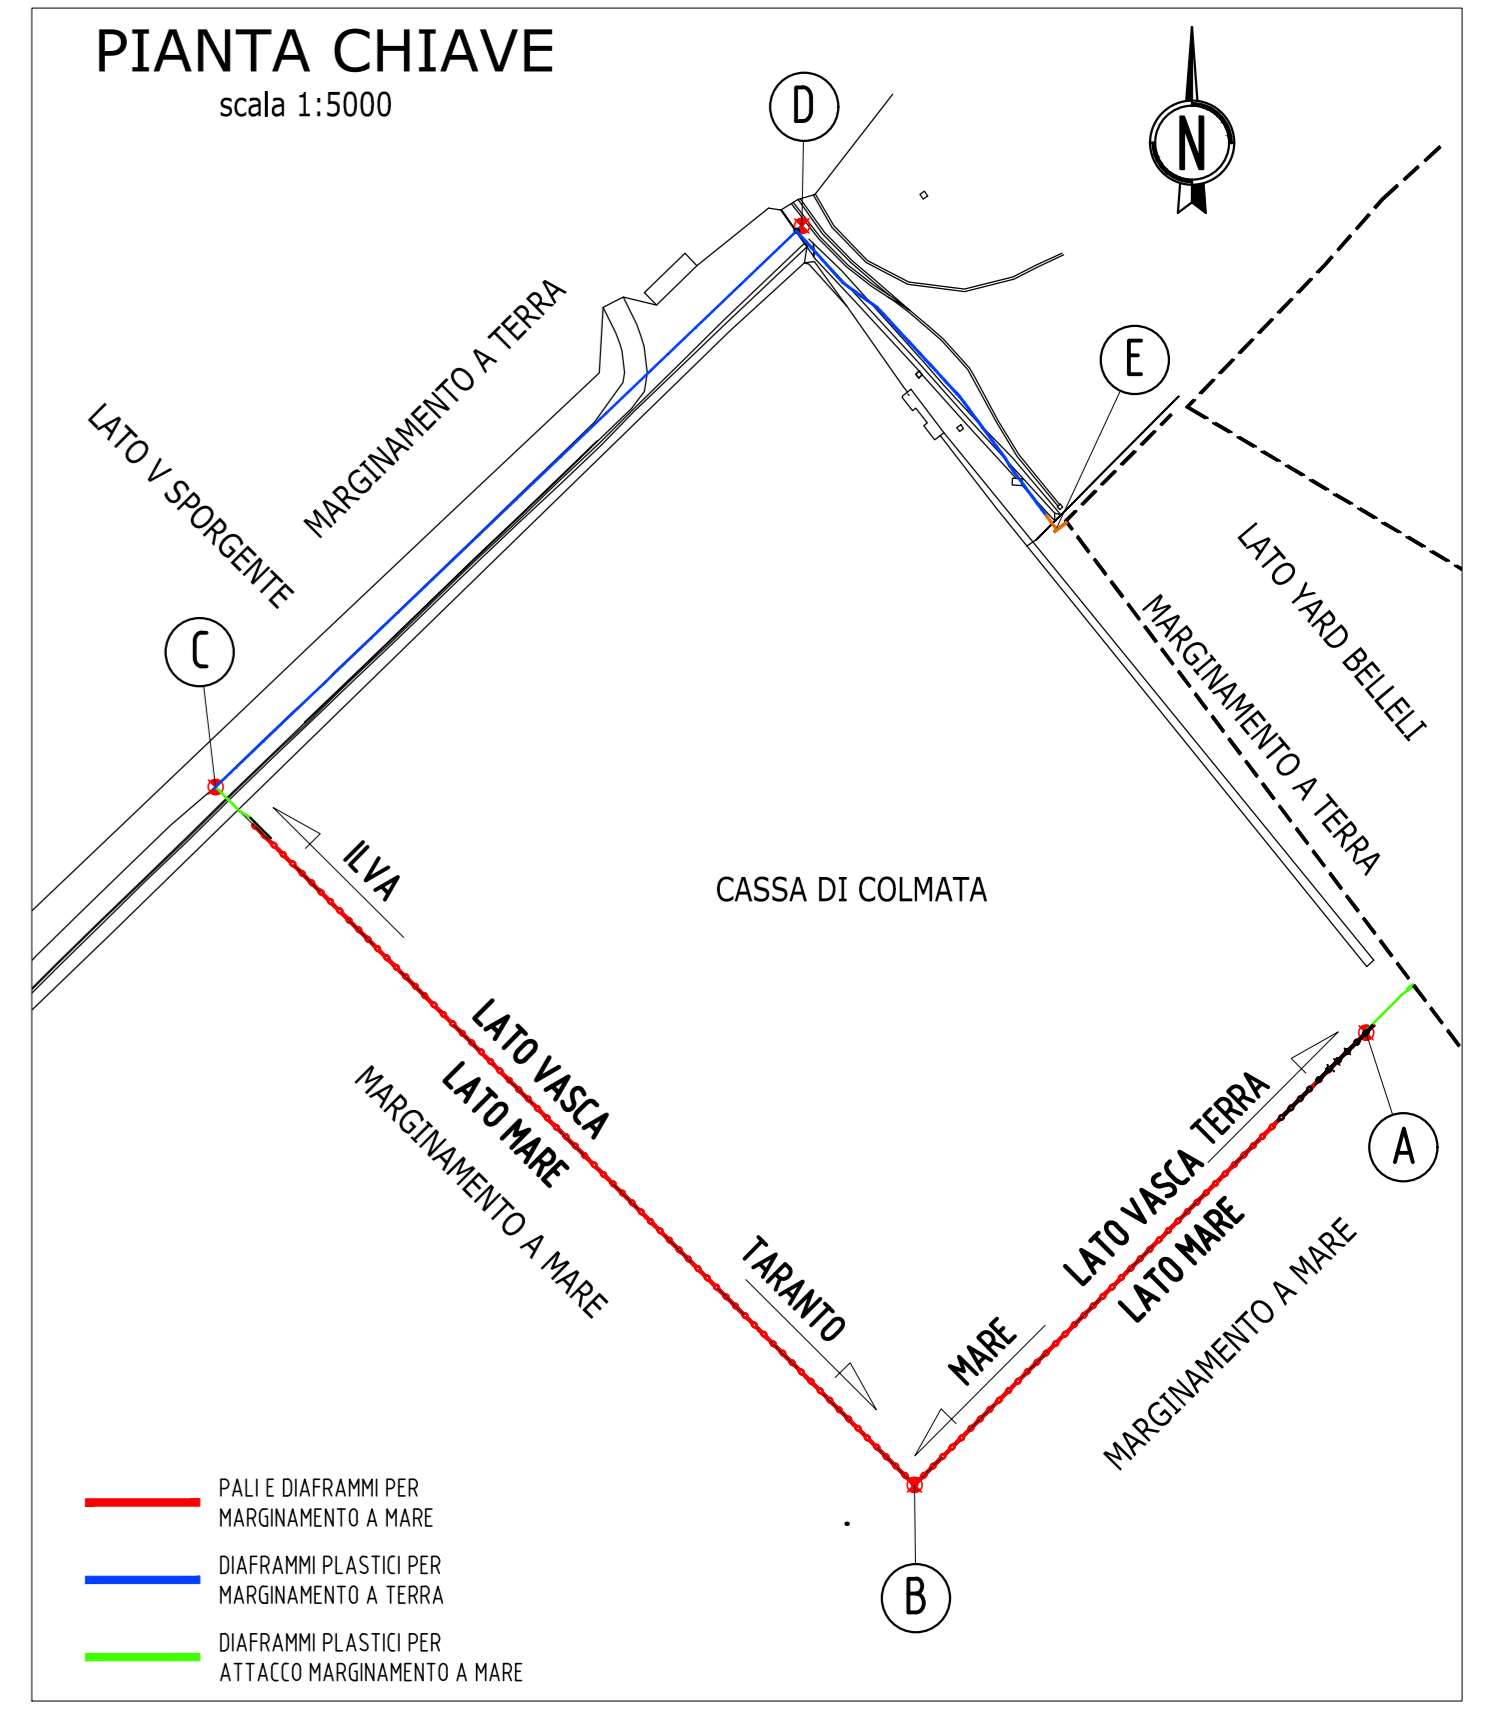 PIANTA CHIAVE
scala 1:5000
D
N
E
MARGINAMENTO A TERRA
LATO V SPORGENTE
C
LATO YARD BELLELI
MARGINAMENTO A TERRA
ILVA
CASSA DI COLMATA
LATO VASCA
LATO MARE
MARGINAMENTO A MARE
TERRA
LATO VASCA
LATO MARE
A
TARANTO
MARE
MARGINAMENTO A MARE
B
PALI E DIAFRAMMI PER
MARGINAMENTO A MARE
DIAFRAMMI PLASTICI PER
MARGINAMENTO A TERRA
DIAFRAMMI PLASTICI PER
ATTACCO MARGINAMENTO A MARE